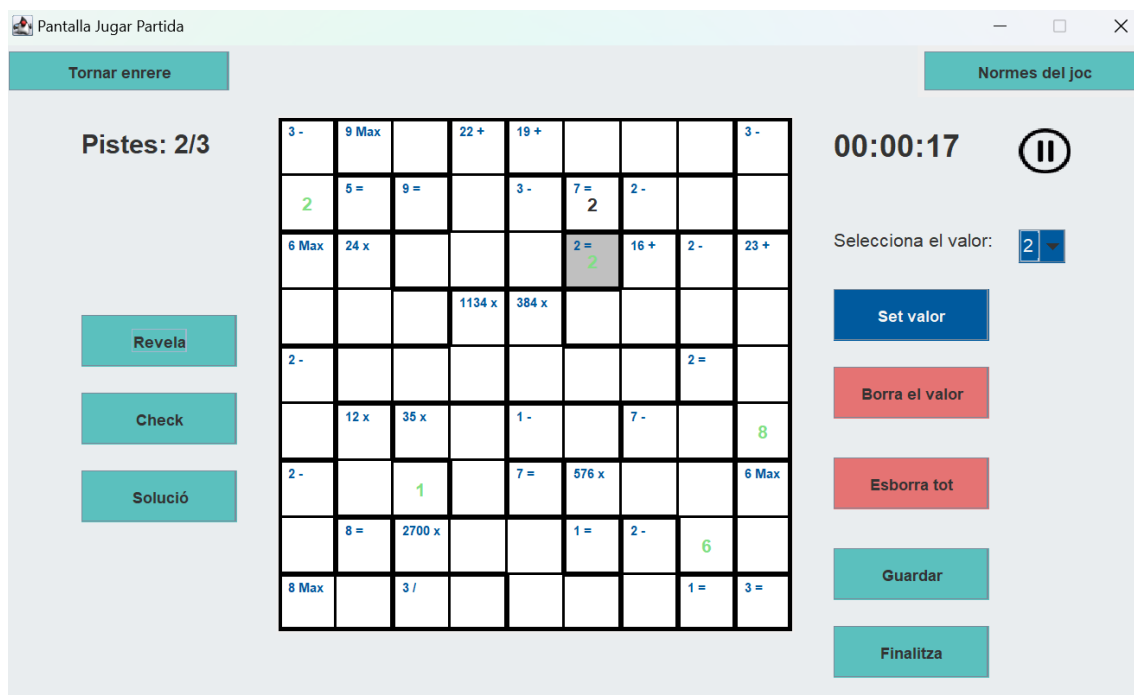 Pantalla Jugar Partida
Tornar enrere
Normes del joc
Pistes: 2/3
00:00:17
3 - 9 Max 22 + 19 + 3 -
2 5 = 9 = 3 - 7 = 2 2 -
6 Max 24 x 2 = 2 16 + 2 - 23 +
1134 x 384 x
2 - 2 =
12 x 35 x 1 - 7 - 8
2 - 1 7 = 576 x 6 Max
8 = 2700 x 1 = 2 - 6
8 Max 3 / 1 = 3 =
Revela
Check
Solució
Selecciona el valor: 2
Set valor
Borra el valor
Esborra tot
Guardar
Finalitza